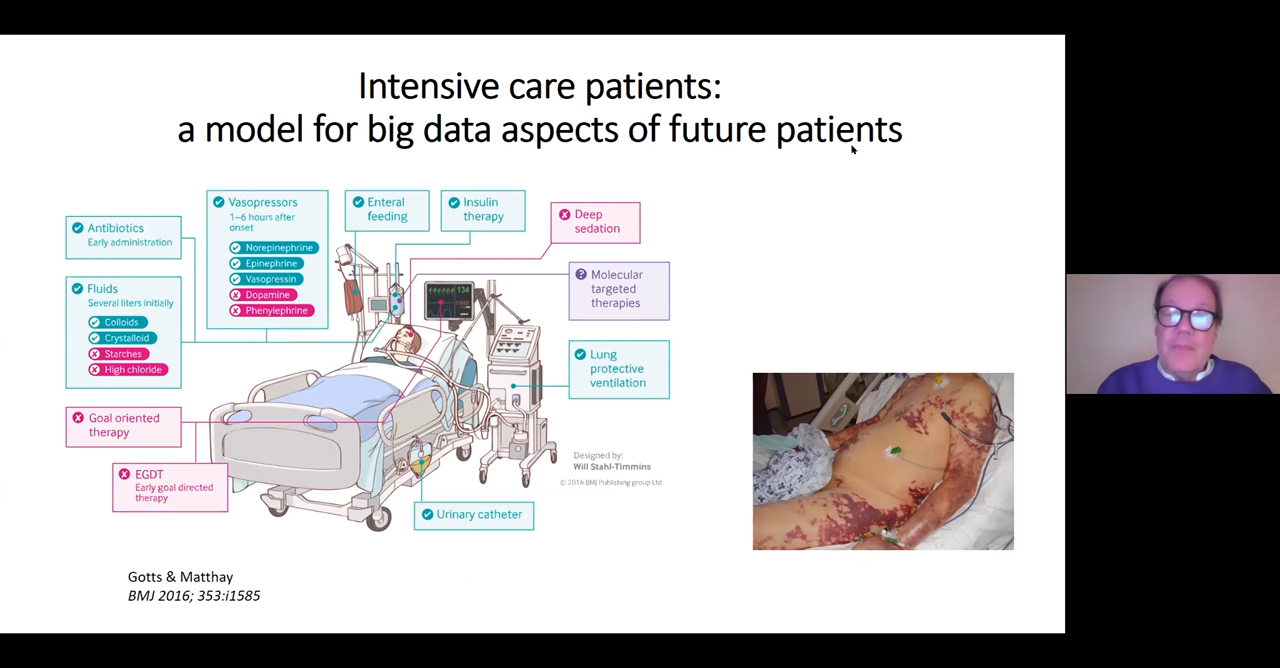 Intensive care patients:
a model for big data aspects of future patients
Antibiotics
Early administration
Fluids
Several liters initially
Colloids
Crystalloid
Starches
High chloride
Vasopressors
1–6 hours after
onset
Norepinephrine
Epinephrine
Vasopressin
Dopamine
Phenylephrine
Enteral
feeding
Insulin
therapy
Deep
sedation
? Molecular
targeted
therapies
134
Lung
protective
ventilation
Goal oriented
therapy
EGDT
Early goal directed
therapy
Urinary catheter
Designed by:
Will Stahl-Timmins
© 2016 BMJ Publishing group Ltd.
Gotts & Matthay
BMJ 2016; 353:i1585